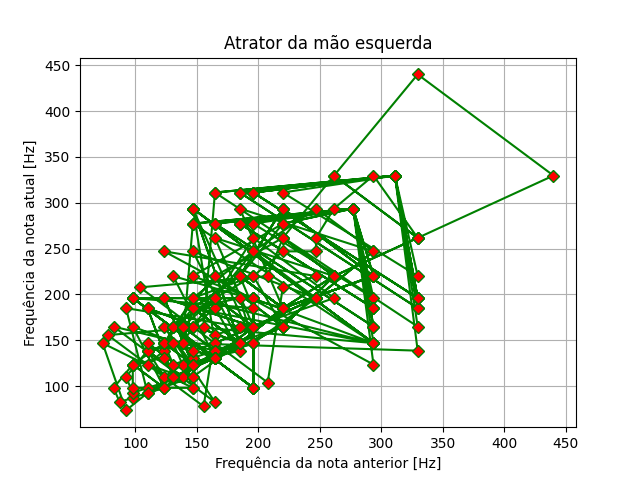 Atrator da mão esquerda
Frequência da nota atual [Hz]
450
400
350
300
250
200
150
100
100 150 200 250 300 350 400 450
Frequência da nota anterior [Hz]